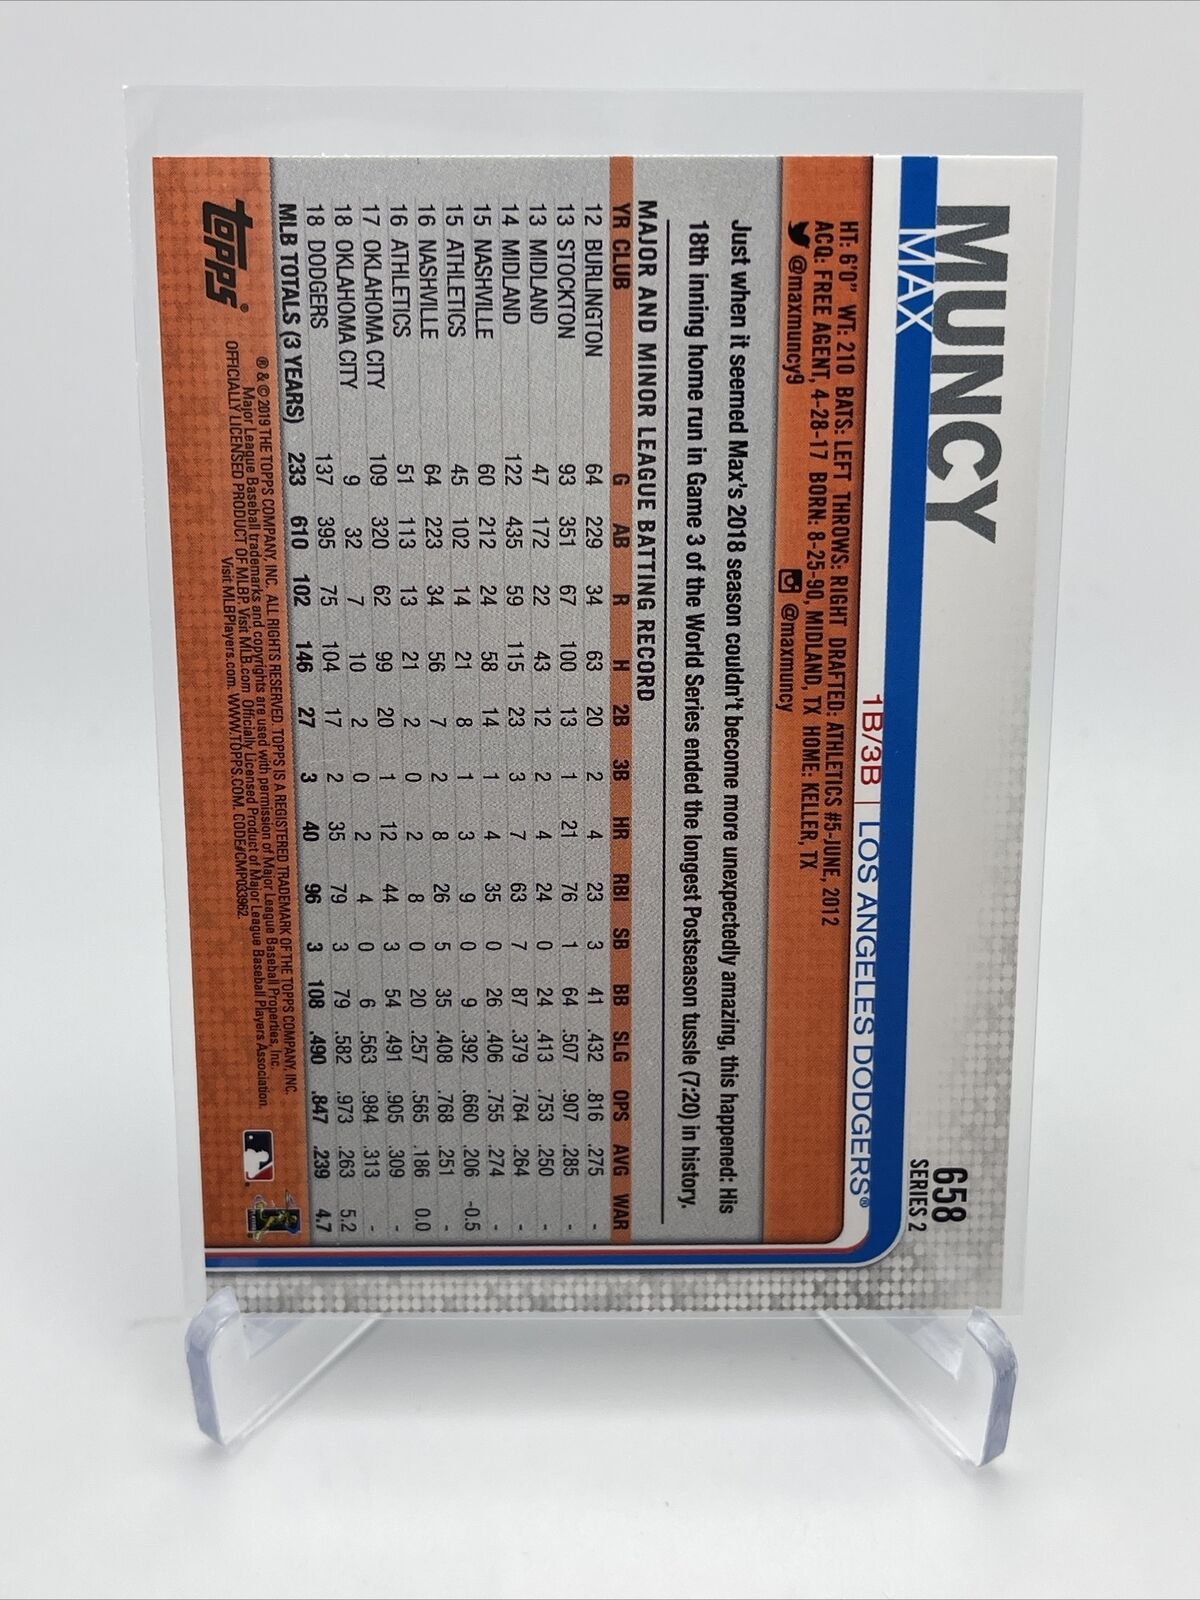 MUNCY
MAX
658
SERIES 2
1B/3B | LOS ANGELES DODGERS®
HT: 6'0" WT: 210 BATS: LEFT THROWS: RIGHT DRAFTED: ATHLETICS #5-JUNE, 2012
ACQ: FREE AGENT, 4-28-17 BORN: 8-25-90, MIDLAND, TX HOME: KELLER, TX
@maxmuncy9 @maxmuncy
Just when it seemed Max's 2018 season couldn't become more unexpectedly amazing, this happened: His
18th inning home run in Game 3 of the World Series ended the longest Postseason tussle (7:20) in history.
MAJOR AND MINOR LEAGUE BATTING RECORD
YR CLUB G AB R H 2B 3B HR RBI SB BB SLG OPS AVG WAR
12 BURLINGTON 64 229 34 63 20 2 4 23 3 41 .432 .816 .275 -
13 STOCKTON 93 351 67 100 13 1 21 76 1 64 .507 .907 .285 -
13 MIDLAND 47 172 22 43 12 2 4 24 0 24 .413 .753 .250 -
14 MIDLAND 122 435 59 115 23 3 7 63 7 87 .379 .764 .264 -
15 NASHVILLE 60 212 24 58 14 1 4 35 0 26 .406 .755 .274 -
15 ATHLETICS 45 102 14 21 8 1 3 9 0 9 .392 .660 .206 -0.5
16 NASHVILLE 64 223 34 56 7 2 8 26 5 35 .408 .768 .251 -
16 ATHLETICS 51 113 13 21 2 0 2 8 0 20 .257 .565 .186 0.0
17 OKLAHOMA CITY 109 320 62 99 20 1 12 44 3 54 .491 .905 .309 -
18 OKLAHOMA CITY 9 32 7 10 2 0 2 4 0 6 .563 .984 .313 -
18 DODGERS 137 395 75 104 17 2 35 79 3 79 .582 .973 .263 5.2
MLB TOTALS (3 YEARS) 233 610 102 146 27 3 40 96 3 108 .490 .847 .239 4.7
topps®
® & © 2019 THE TOPPS COMPANY, INC. ALL RIGHTS RESERVED. TOPPS IS A REGISTERED TRADEMARK OF THE TOPPS COMPANY, INC.
Major League Baseball trademarks and copyrights are used with permission of Major League Baseball Properties, Inc.
OFFICIALLY LICENSED PRODUCT OF MLBP. Visit MLB.com Officially Licensed Product of Major League Baseball Players Association.
Visit MLBPlayers.com. WWW.TOPPS.COM. CODE#CMP033962.